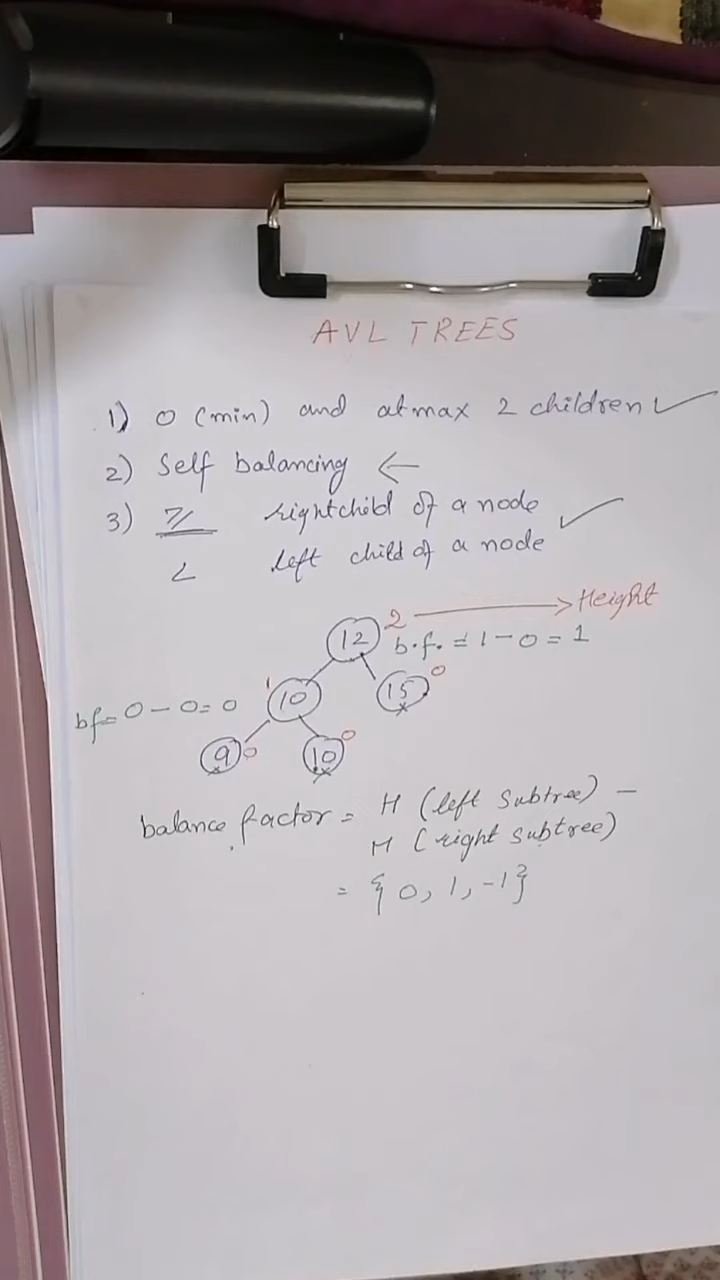 AVL TREES
1) 0 (min) and atmax 2 children ✓
2) Self balancing ←
3) ≥ rightchild of a node ✓
< left child of a node
2 → Height
12 b.f. = 1 - 0 = 1
bf = 0 - 0 = 0 1 10 15 0
9 0 10 0
balance factor = H (left subtree) -
H (right subtree)
= {0, 1, -1}